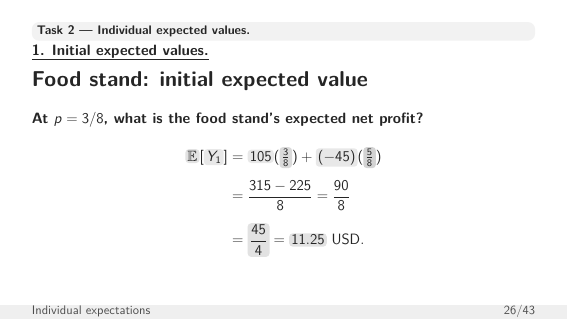 Task 2 — Individual expected values.
1. Initial expected values.
Food stand: initial expected value
At p = 3/8, what is the food stand's expected net profit?
𝔼[Y₁] = 105(3/8) + (−45)(5/8)
= (315 − 225)/8 = 90/8
= 45/4 = 11.25 USD.
Individual expectations 26/43